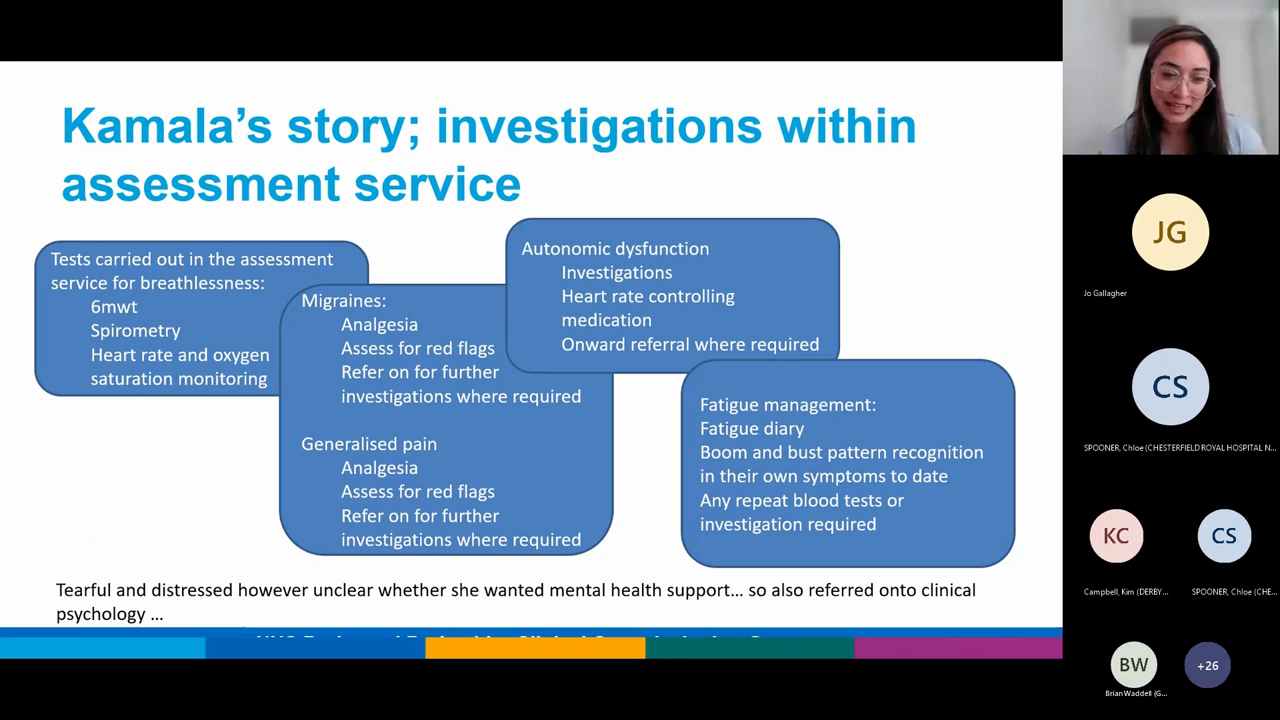 Kamala's story; investigations within
assessment service
Tests carried out in the assessment
service for breathlessness:
6mwt
Spirometry
Heart rate and oxygen
saturation monitoring
Migraines:
Analgesia
Assess for red flags
Refer on for further
investigations where required
Generalised pain
Analgesia
Assess for red flags
Refer on for further
investigations where required
Autonomic dysfunction
Investigations
Heart rate controlling
medication
Onward referral where required
Fatigue management:
Fatigue diary
Boom and bust pattern recognition
in their own symptoms to date
Any repeat blood tests or
investigation required
Tearful and distressed however unclear whether she wanted mental health support... so also referred onto clinical
psychology ...
JG
Jo Gallagher
CS
SPOONER, Chloe (CHESTERFIELD ROYAL HOSPITAL N...
KC
Campbell, Kim (DERBY...
CS
SPOONER, Chloe (CHE...
BW
Brian Waddell (G...
+26